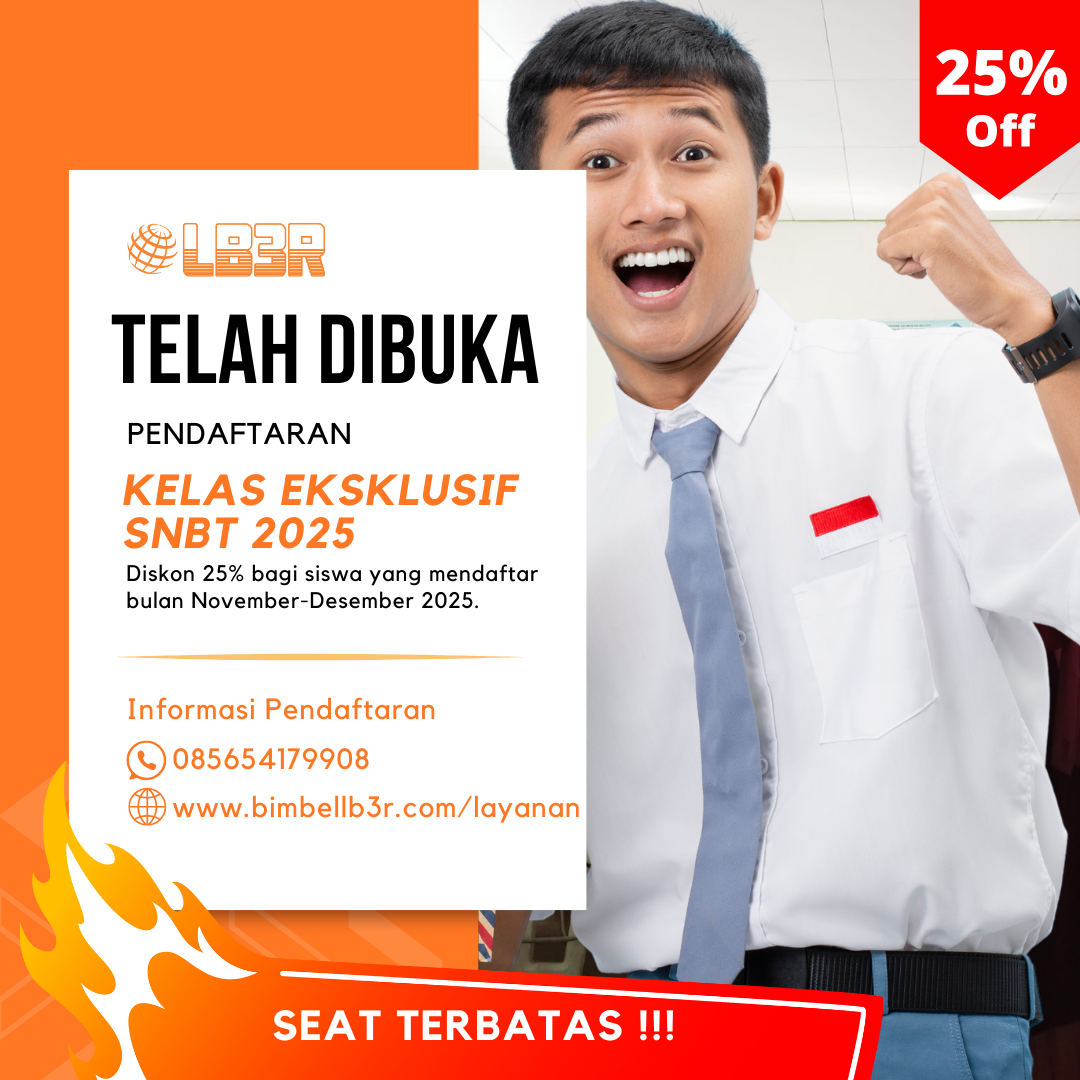 25%
Off
LB3R
TELAH DIBUKA
PENDAFTARAN
KELAS EKSKLUSIF
SNBT 2025
Diskon 25% bagi siswa yang mendaftar
bulan November-Desember 2025.
Informasi Pendaftaran
085654179908
www.bimbellb3r.com/layanan
SEAT TERBATAS !!!